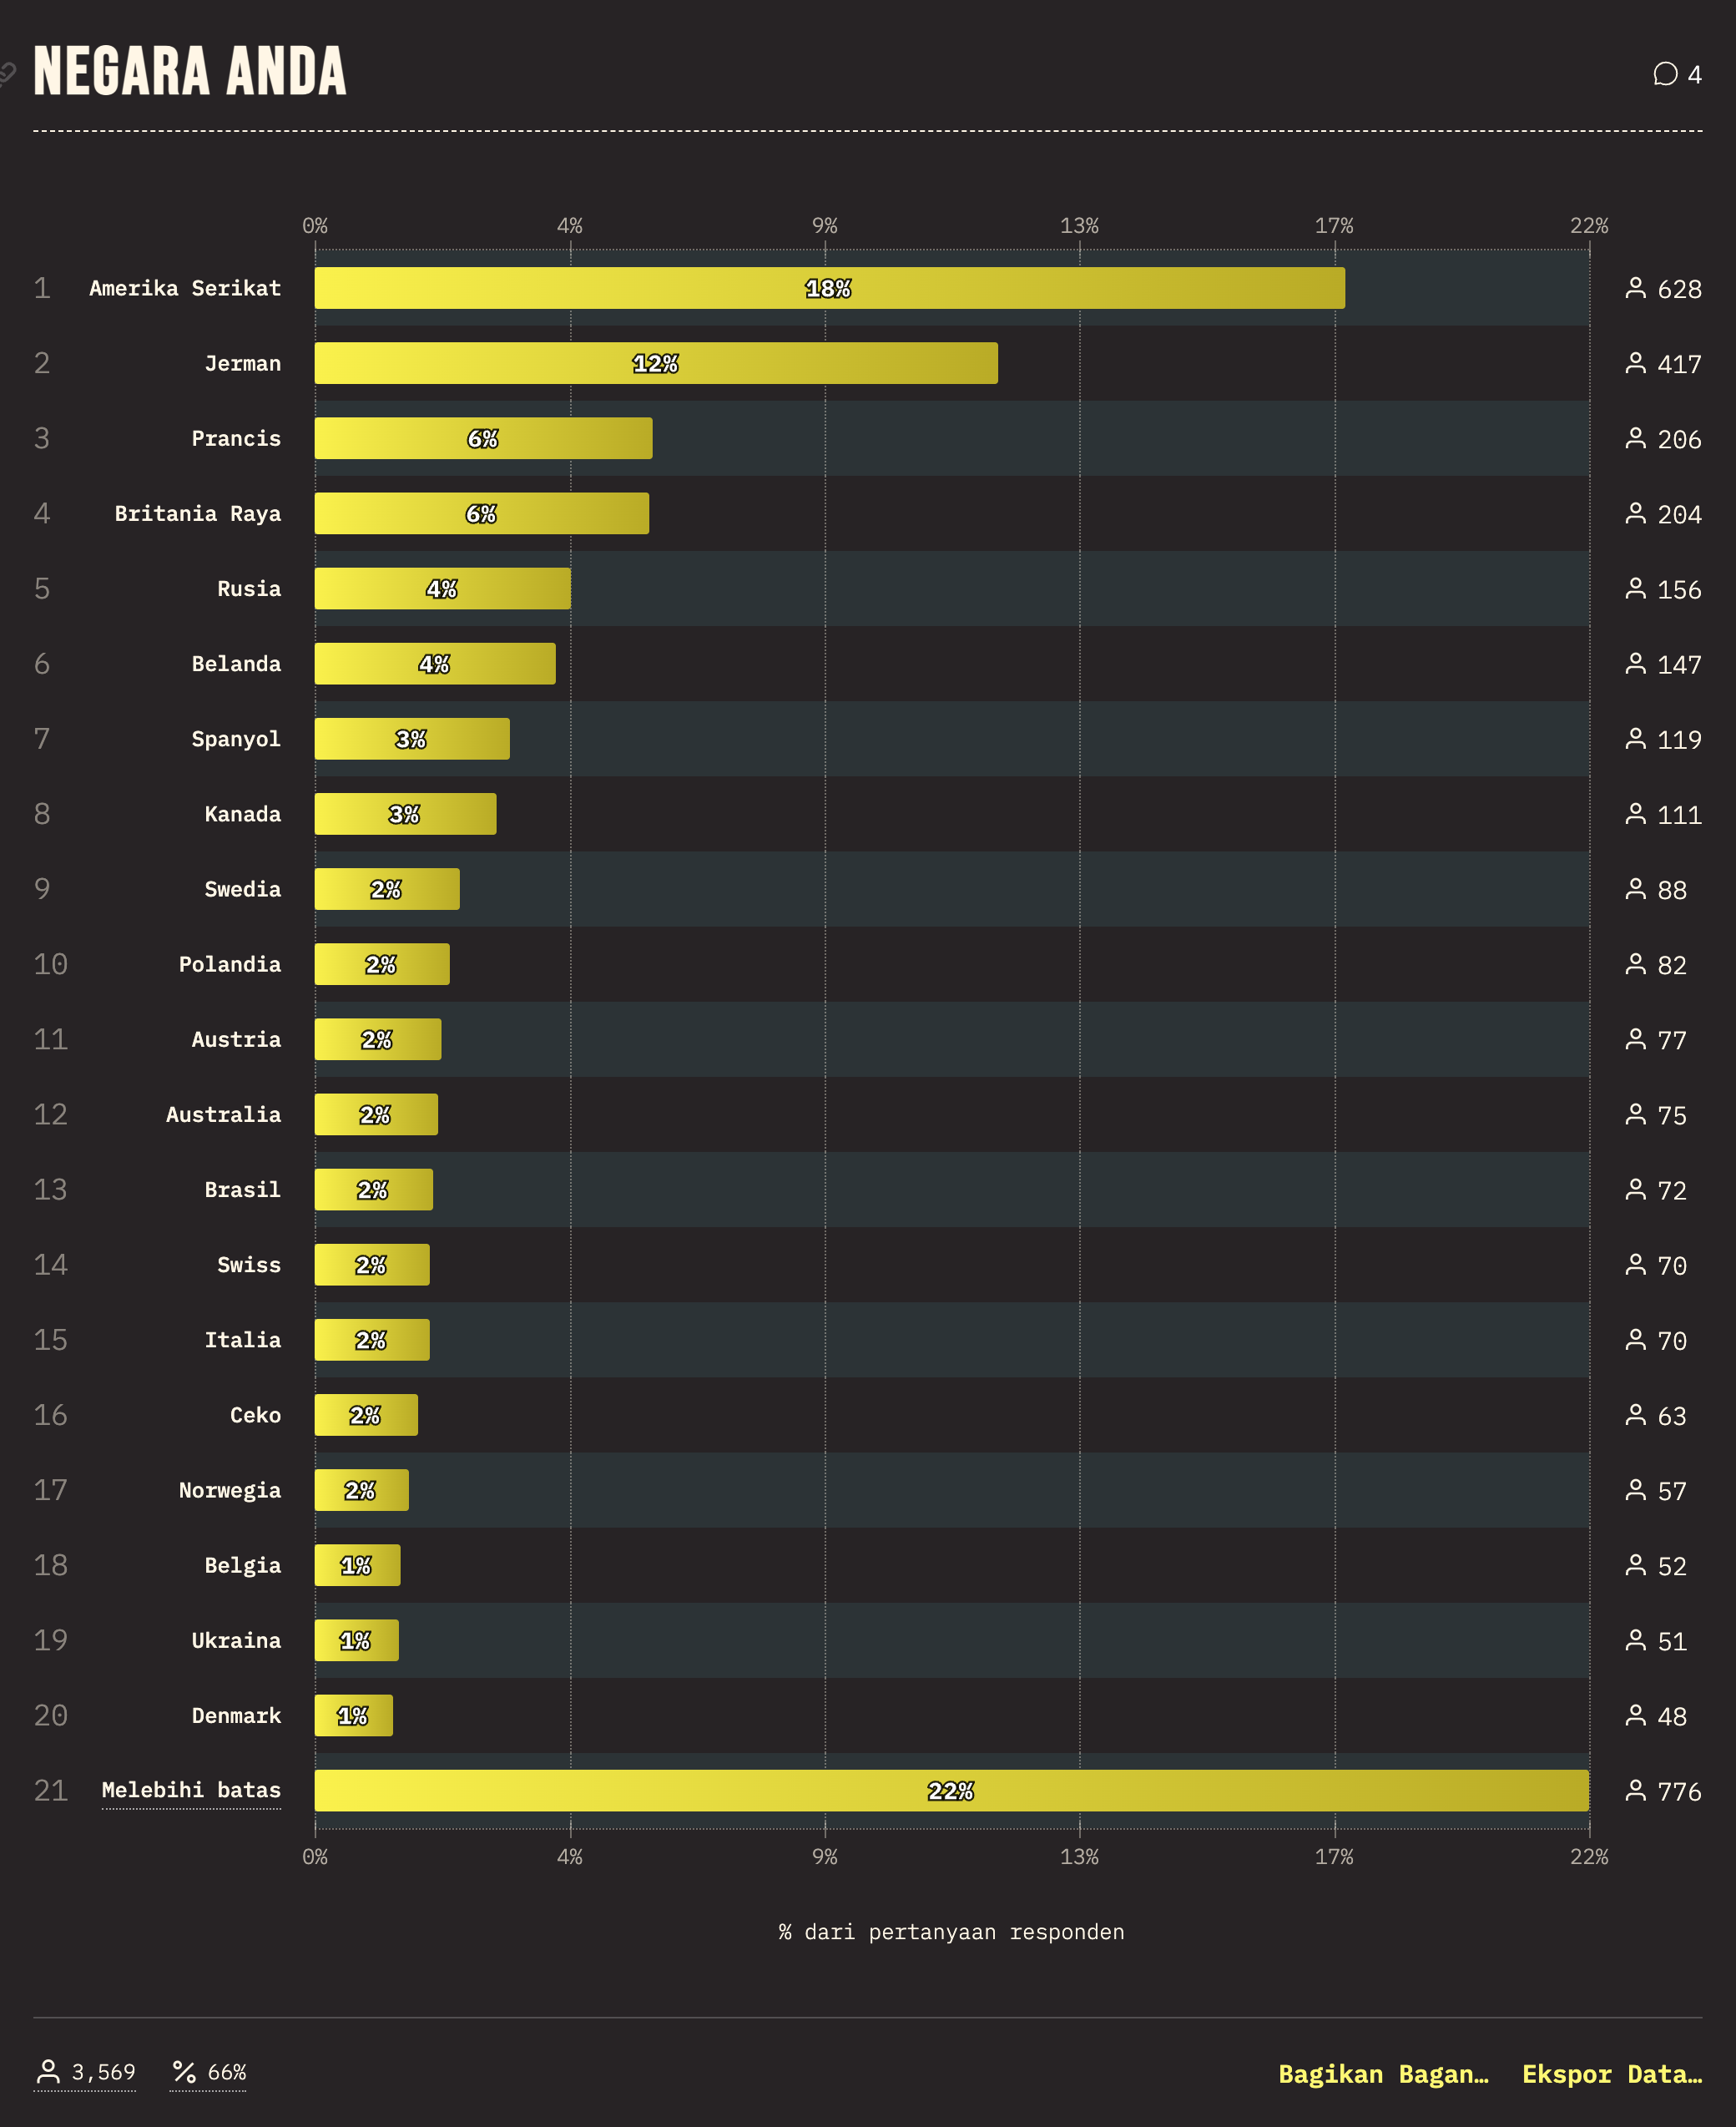 NEGARA ANDA
4
0% 4% 9% 13% 17% 22%
1 Amerika Serikat 18% 628
2 Jerman 12% 417
3 Prancis 6% 206
4 Britania Raya 6% 204
5 Rusia 4% 156
6 Belanda 4% 147
7 Spanyol 3% 119
8 Kanada 3% 111
9 Swedia 2% 88
10 Polandia 2% 82
11 Austria 2% 77
12 Australia 2% 75
13 Brasil 2% 72
14 Swiss 2% 70
15 Italia 2% 70
16 Ceko 2% 63
17 Norwegia 2% 57
18 Belgia 1% 52
19 Ukraina 1% 51
20 Denmark 1% 48
21 Melebihi batas 22% 776
0% 4% 9% 13% 17% 22%
% dari pertanyaan responden
3,569 66% Bagikan Bagan… Ekspor Data…